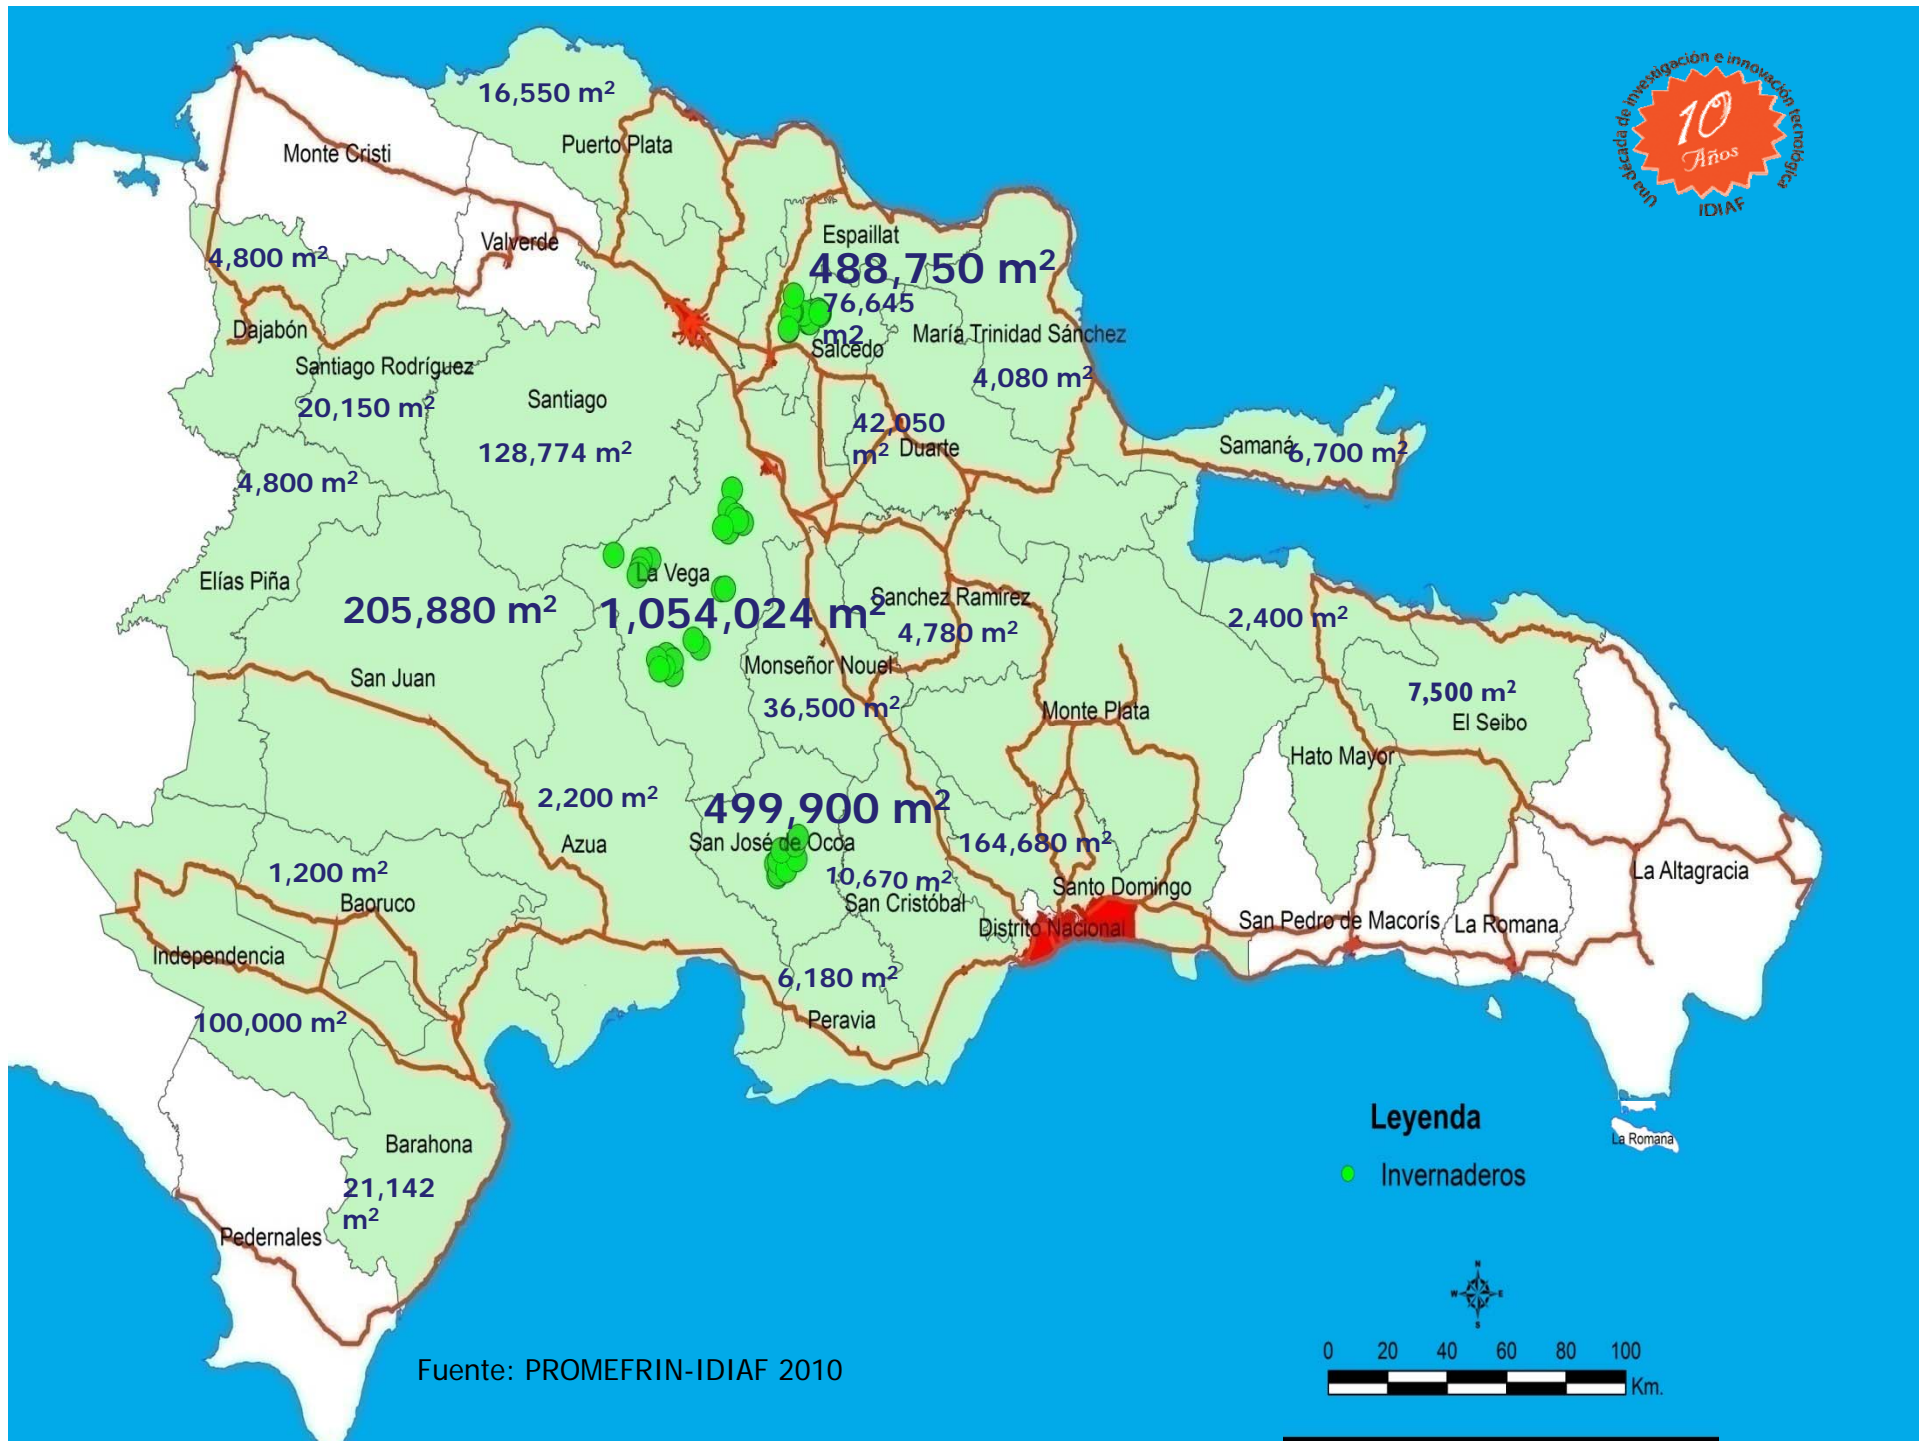 Una década de investigación e innovación tecnológica
10
Años
IDIAF
16,550 m²
Puerto Plata
Monte Cristi
Valverde
Espaillat
4,800 m²
488,750 m²
76,645
m2
Dajabón
Salcedo
María Trinidad Sánchez
Santiago Rodríguez
4,080 m²
20,150 m²
Santiago
42,050
m²
Duarte
128,774 m²
Samaná
6,700 m²
4,800 m²
Elías Piña
La Vega
205,880 m²
1,054,024 m²
Sanchez Ramirez
4,780 m²
2,400 m²
San Juan
Monseñor Nouel
36,500 m²
Monte Plata
7,500 m²
El Seibo
Hato Mayor
2,200 m²
499,900 m²
Azua
San José de Ocoa
164,680 m²
1,200 m²
10,670 m²
La Altagracia
Baoruco
San Cristóbal
Santo Domingo
Distrito Nacional
San Pedro de Macorís
La Romana
Independencia
6,180 m²
100,000 m²
Peravia
Barahona
21,142
m²
Pedernales
La Romana
Leyenda
Invernaderos
N
W E
S
0 20 40 60 80 100
Km.
Fuente: PROMEFRIN-IDIAF 2010